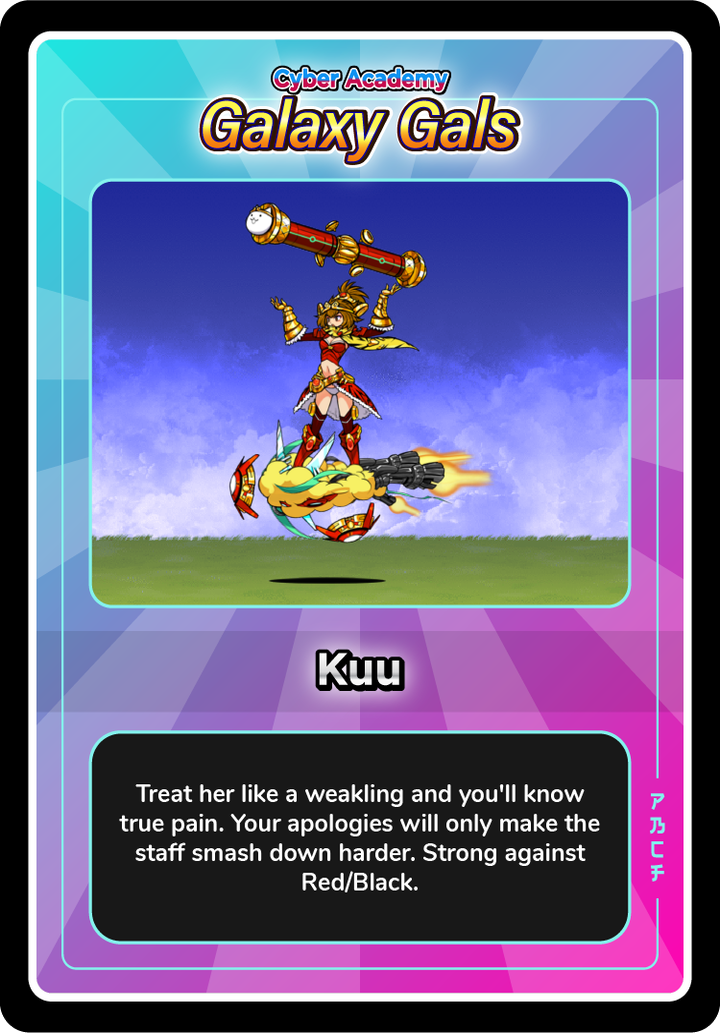 Cyber Academy
Galaxy Gals
Kuu
Treat her like a weakling and you'll know
true pain. Your apologies will only make the
staff smash down harder. Strong against
Red/Black.